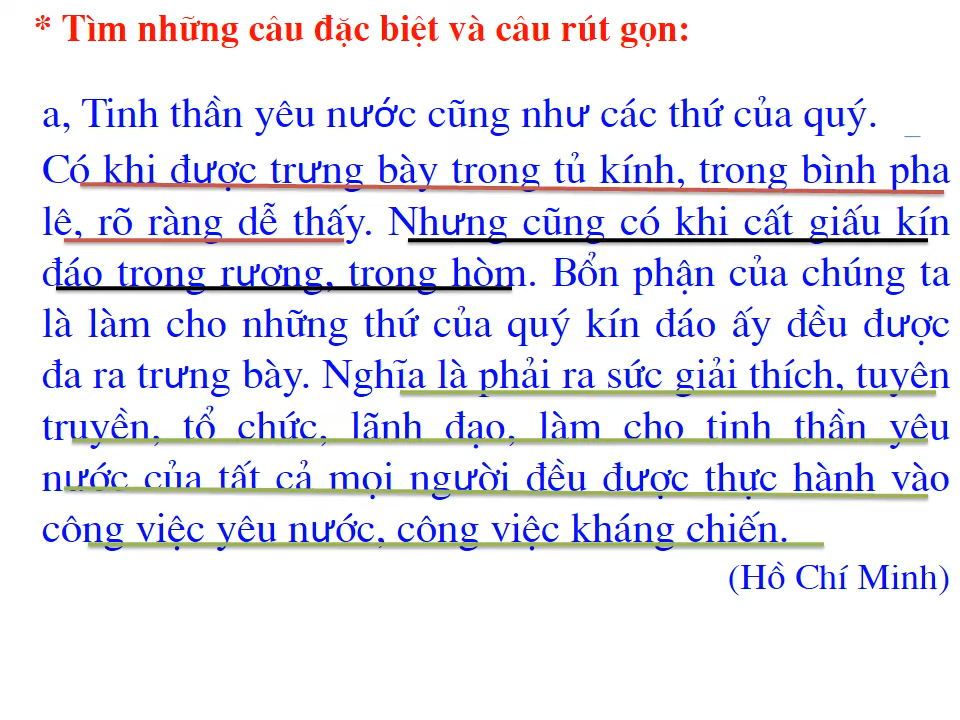 * Tìm những câu đặc biệt và câu rút gọn:
a, Tinh thần yêu nước cũng như các thứ của quý.
Có khi được trưng bày trong tủ kính, trong bình pha
lê, rõ ràng dễ thấy. Nhưng cũng có khi cất giấu kín
đáo trong rương, trong hòm. Bổn phận của chúng ta
là làm cho những thứ của quý kín đáo ấy đều được
đa ra trưng bày. Nghĩa là phải ra sức giải thích, tuyên
truyền, tổ chức, lãnh đạo, làm cho tinh thần yêu
nước của tất cả mọi người đều được thực hành vào
công việc yêu nước, công việc kháng chiến.
(Hồ Chí Minh)